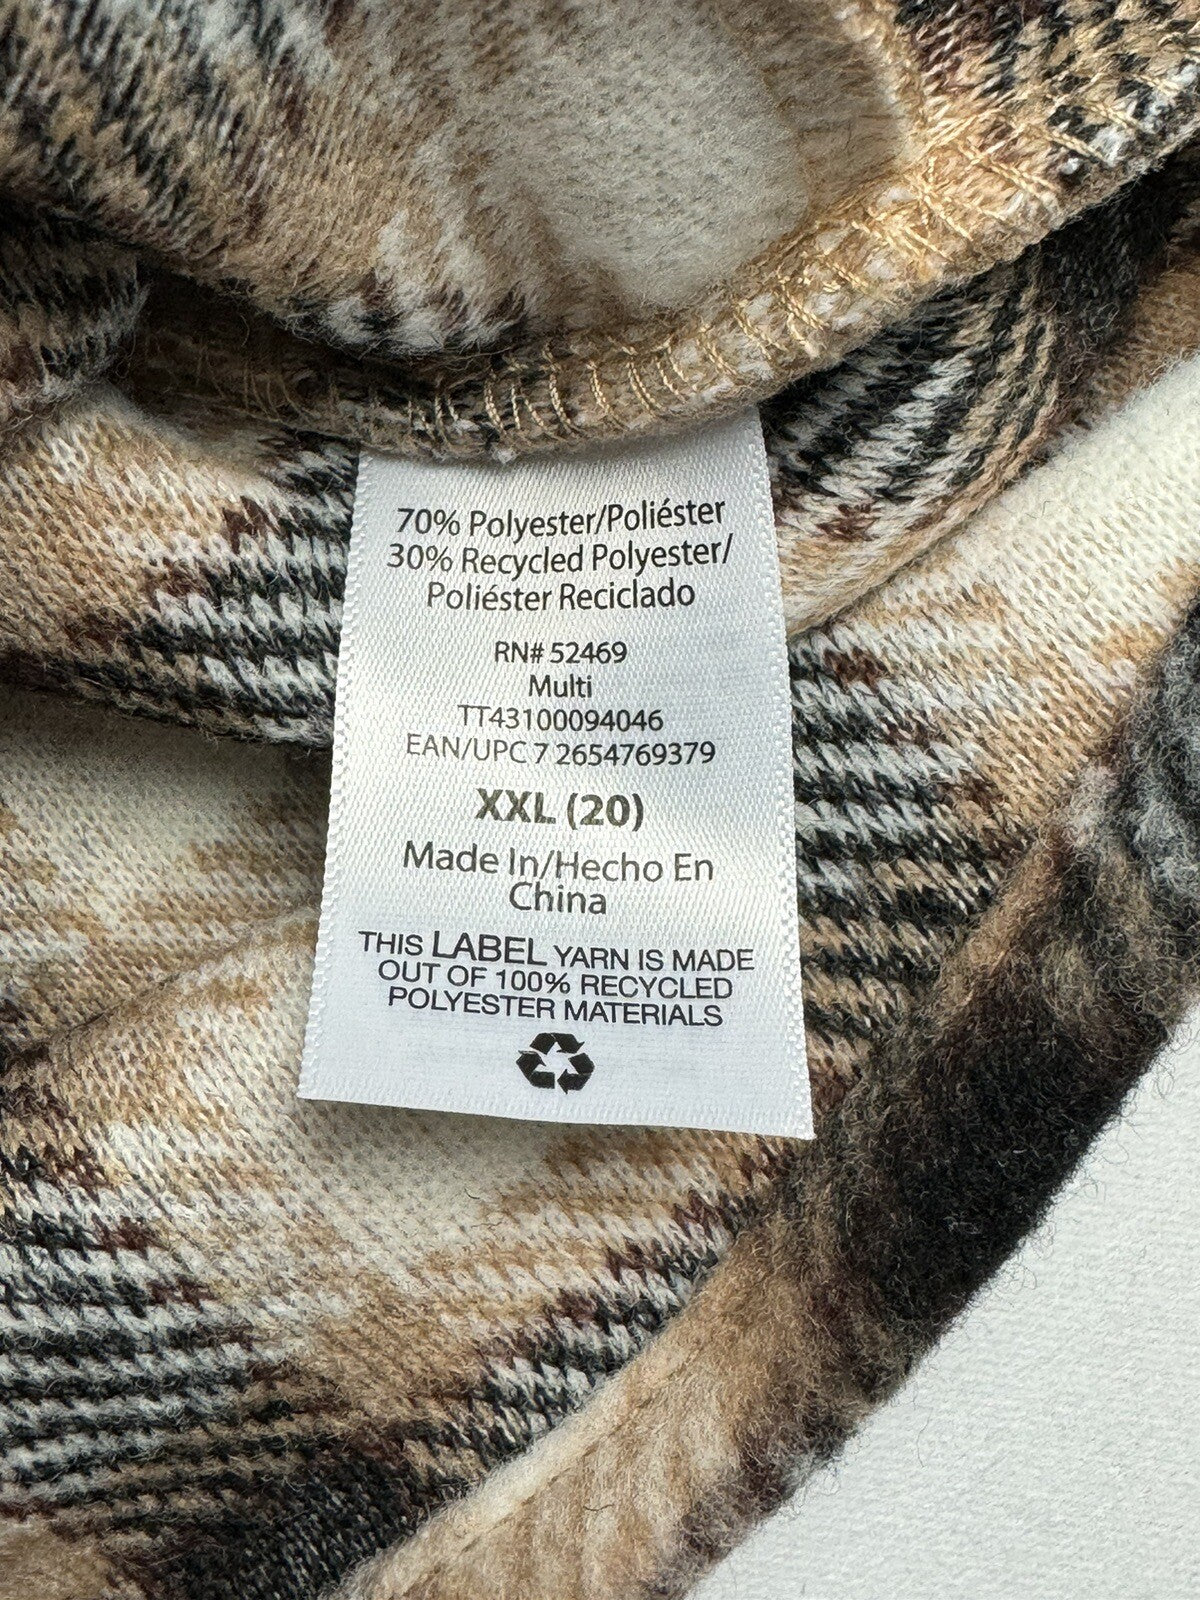 70% Polyester/Poliéster
30% Recycled Polyester/
Poliéster Reciclado
RN# 52469
Multi
TT43100094046
EAN/UPC 7 2654769379
XXL (20)
Made In/Hecho En
China
THIS LABEL YARN IS MADE
OUT OF 100% RECYCLED
POLYESTER MATERIALS